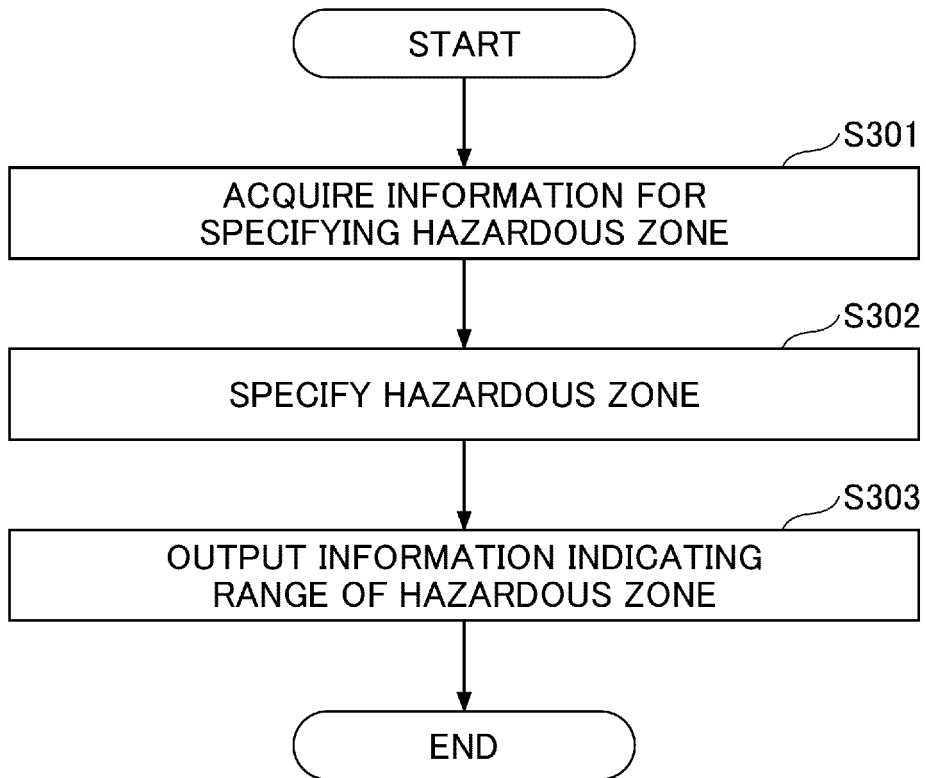 START
S301
ACQUIRE INFORMATION FOR
SPECIFYING HAZARDOUS ZONE
S302
SPECIFY HAZARDOUS ZONE
S303
OUTPUT INFORMATION INDICATING
RANGE OF HAZARDOUS ZONE
END